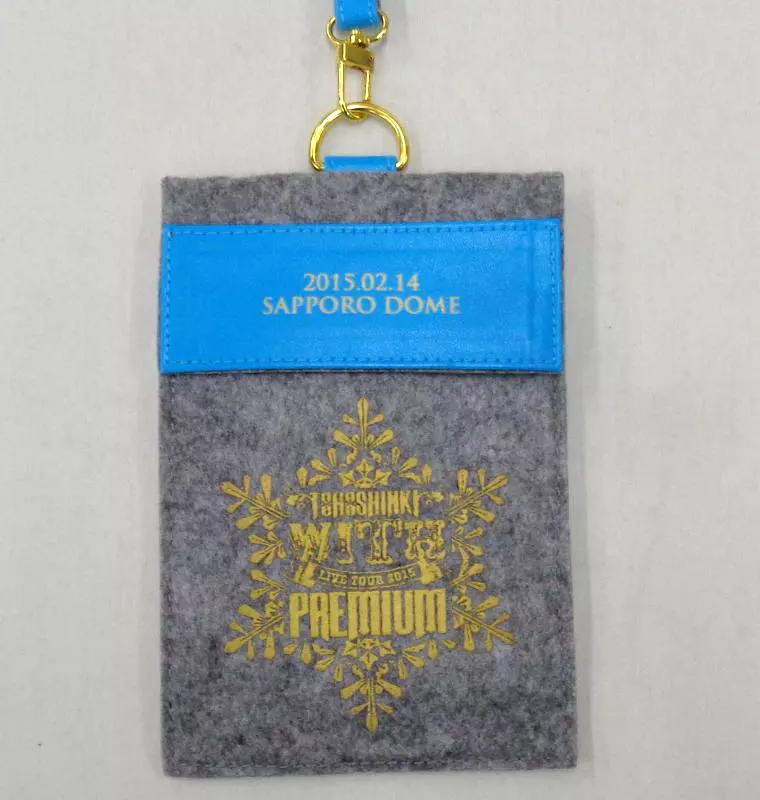 2015.02.14
SAPPORO DOME
TOHOSHINKI
WITH
LIVE TOUR 2015
PREMIUM